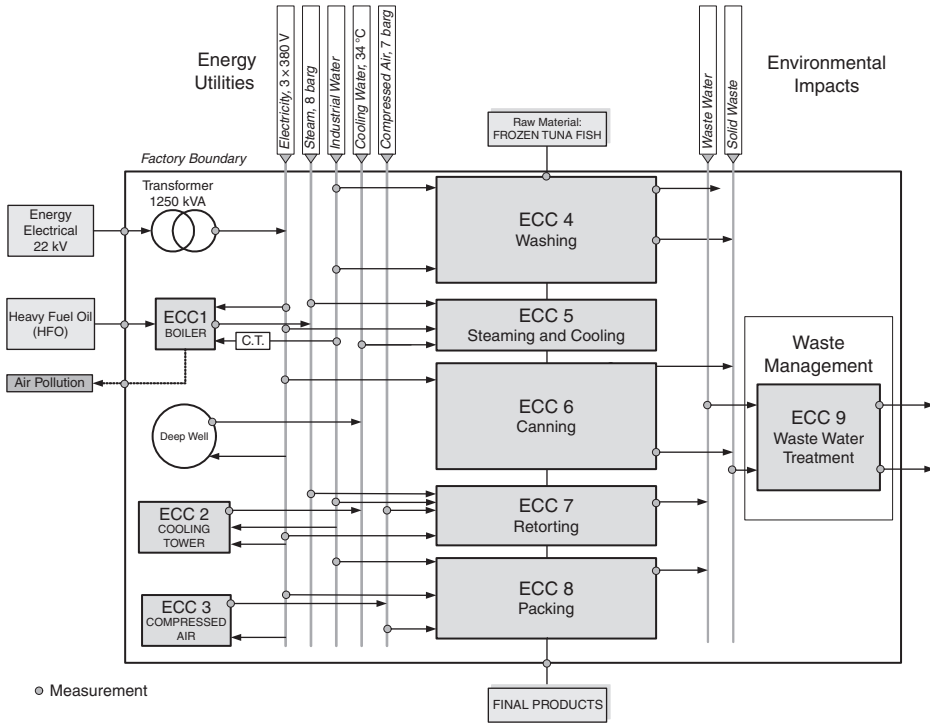 Energy
Utilities
Electricity, 3 × 380 V
Steam, 8 barg
Industrial Water
Cooling Water, 34 °C
Compressed Air, 7 barg
Raw Material:
FROZEN TUNA FISH
Waste Water
Solid Waste
Environmental
Impacts
Factory Boundary
Transformer
1250 kVA
Energy
Electrical
22 kV
ECC 4
Washing
Heavy Fuel Oil
(HFO)
ECC1
BOILER
C.T.
ECC 5
Steaming and Cooling
Air Pollution
Waste
Management
ECC 6
Canning
Deep Well
ECC 9
Waste Water
Treatment
ECC 2
COOLING
TOWER
ECC 7
Retorting
ECC 3
COMPRESSED
AIR
ECC 8
Packing
Measurement
FINAL PRODUCTS